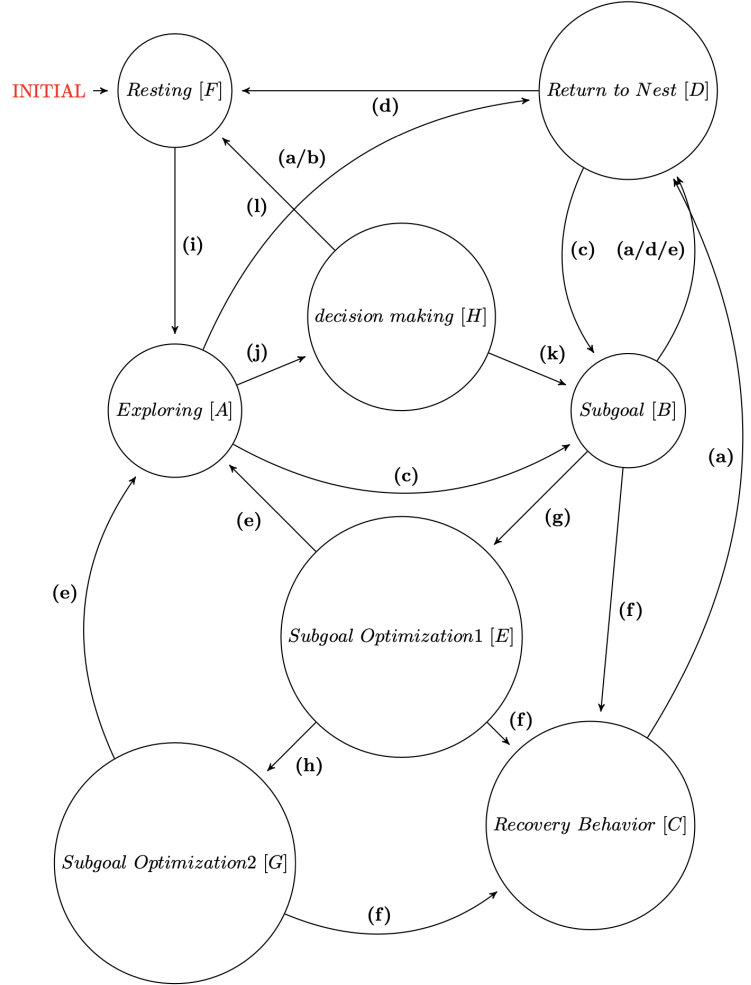 INITIAL
Resting [F]
Return to Nest [D]
(d)
(a/b)
(l)
(i)
(c)
(a/d/e)
decision making [H]
(j)
(k)
Exploring [A]
Subgoal [B]
(a)
(c)
(e)
(g)
(e)
(f)
Subgoal Optimization1 [E]
(f)
(h)
Recovery Behavior [C]
Subgoal Optimization2 [G]
(f)